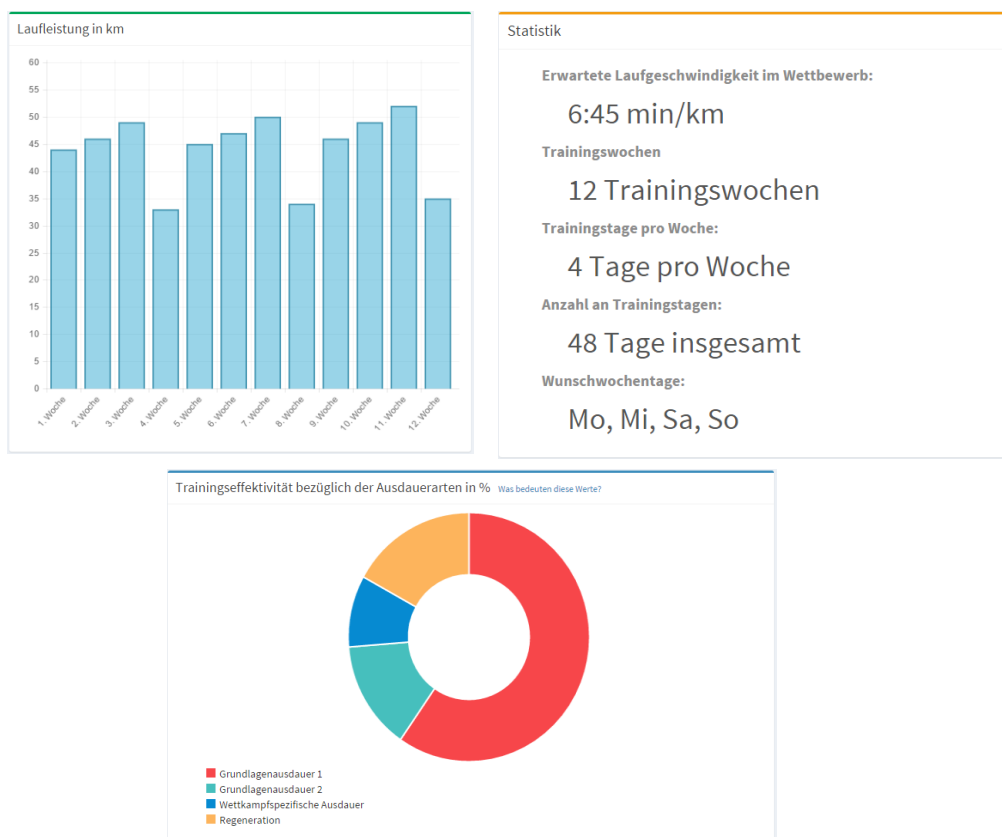 Laufleistung in km
60
55
50
45
40
35
30
25
20
15
10
5
0
1. Woche
2. Woche
3. Woche
4. Woche
5. Woche
6. Woche
7. Woche
8. Woche
9. Woche
10. Woche
11. Woche
12. Woche
Statistik
Erwartete Laufgeschwindigkeit im Wettbewerb:
6:45 min/km
Trainingswochen
12 Trainingswochen
Trainingstage pro Woche:
4 Tage pro Woche
Anzahl an Trainingstagen:
48 Tage insgesamt
Wunschwochentage:
Mo, Mi, Sa, So
Trainingseffektivität bezüglich der Ausdauerarten in % Was bedeuten diese Werte?
Grundlagenausdauer 1
Grundlagenausdauer 2
Wettkampfspezifische Ausdauer
Regeneration